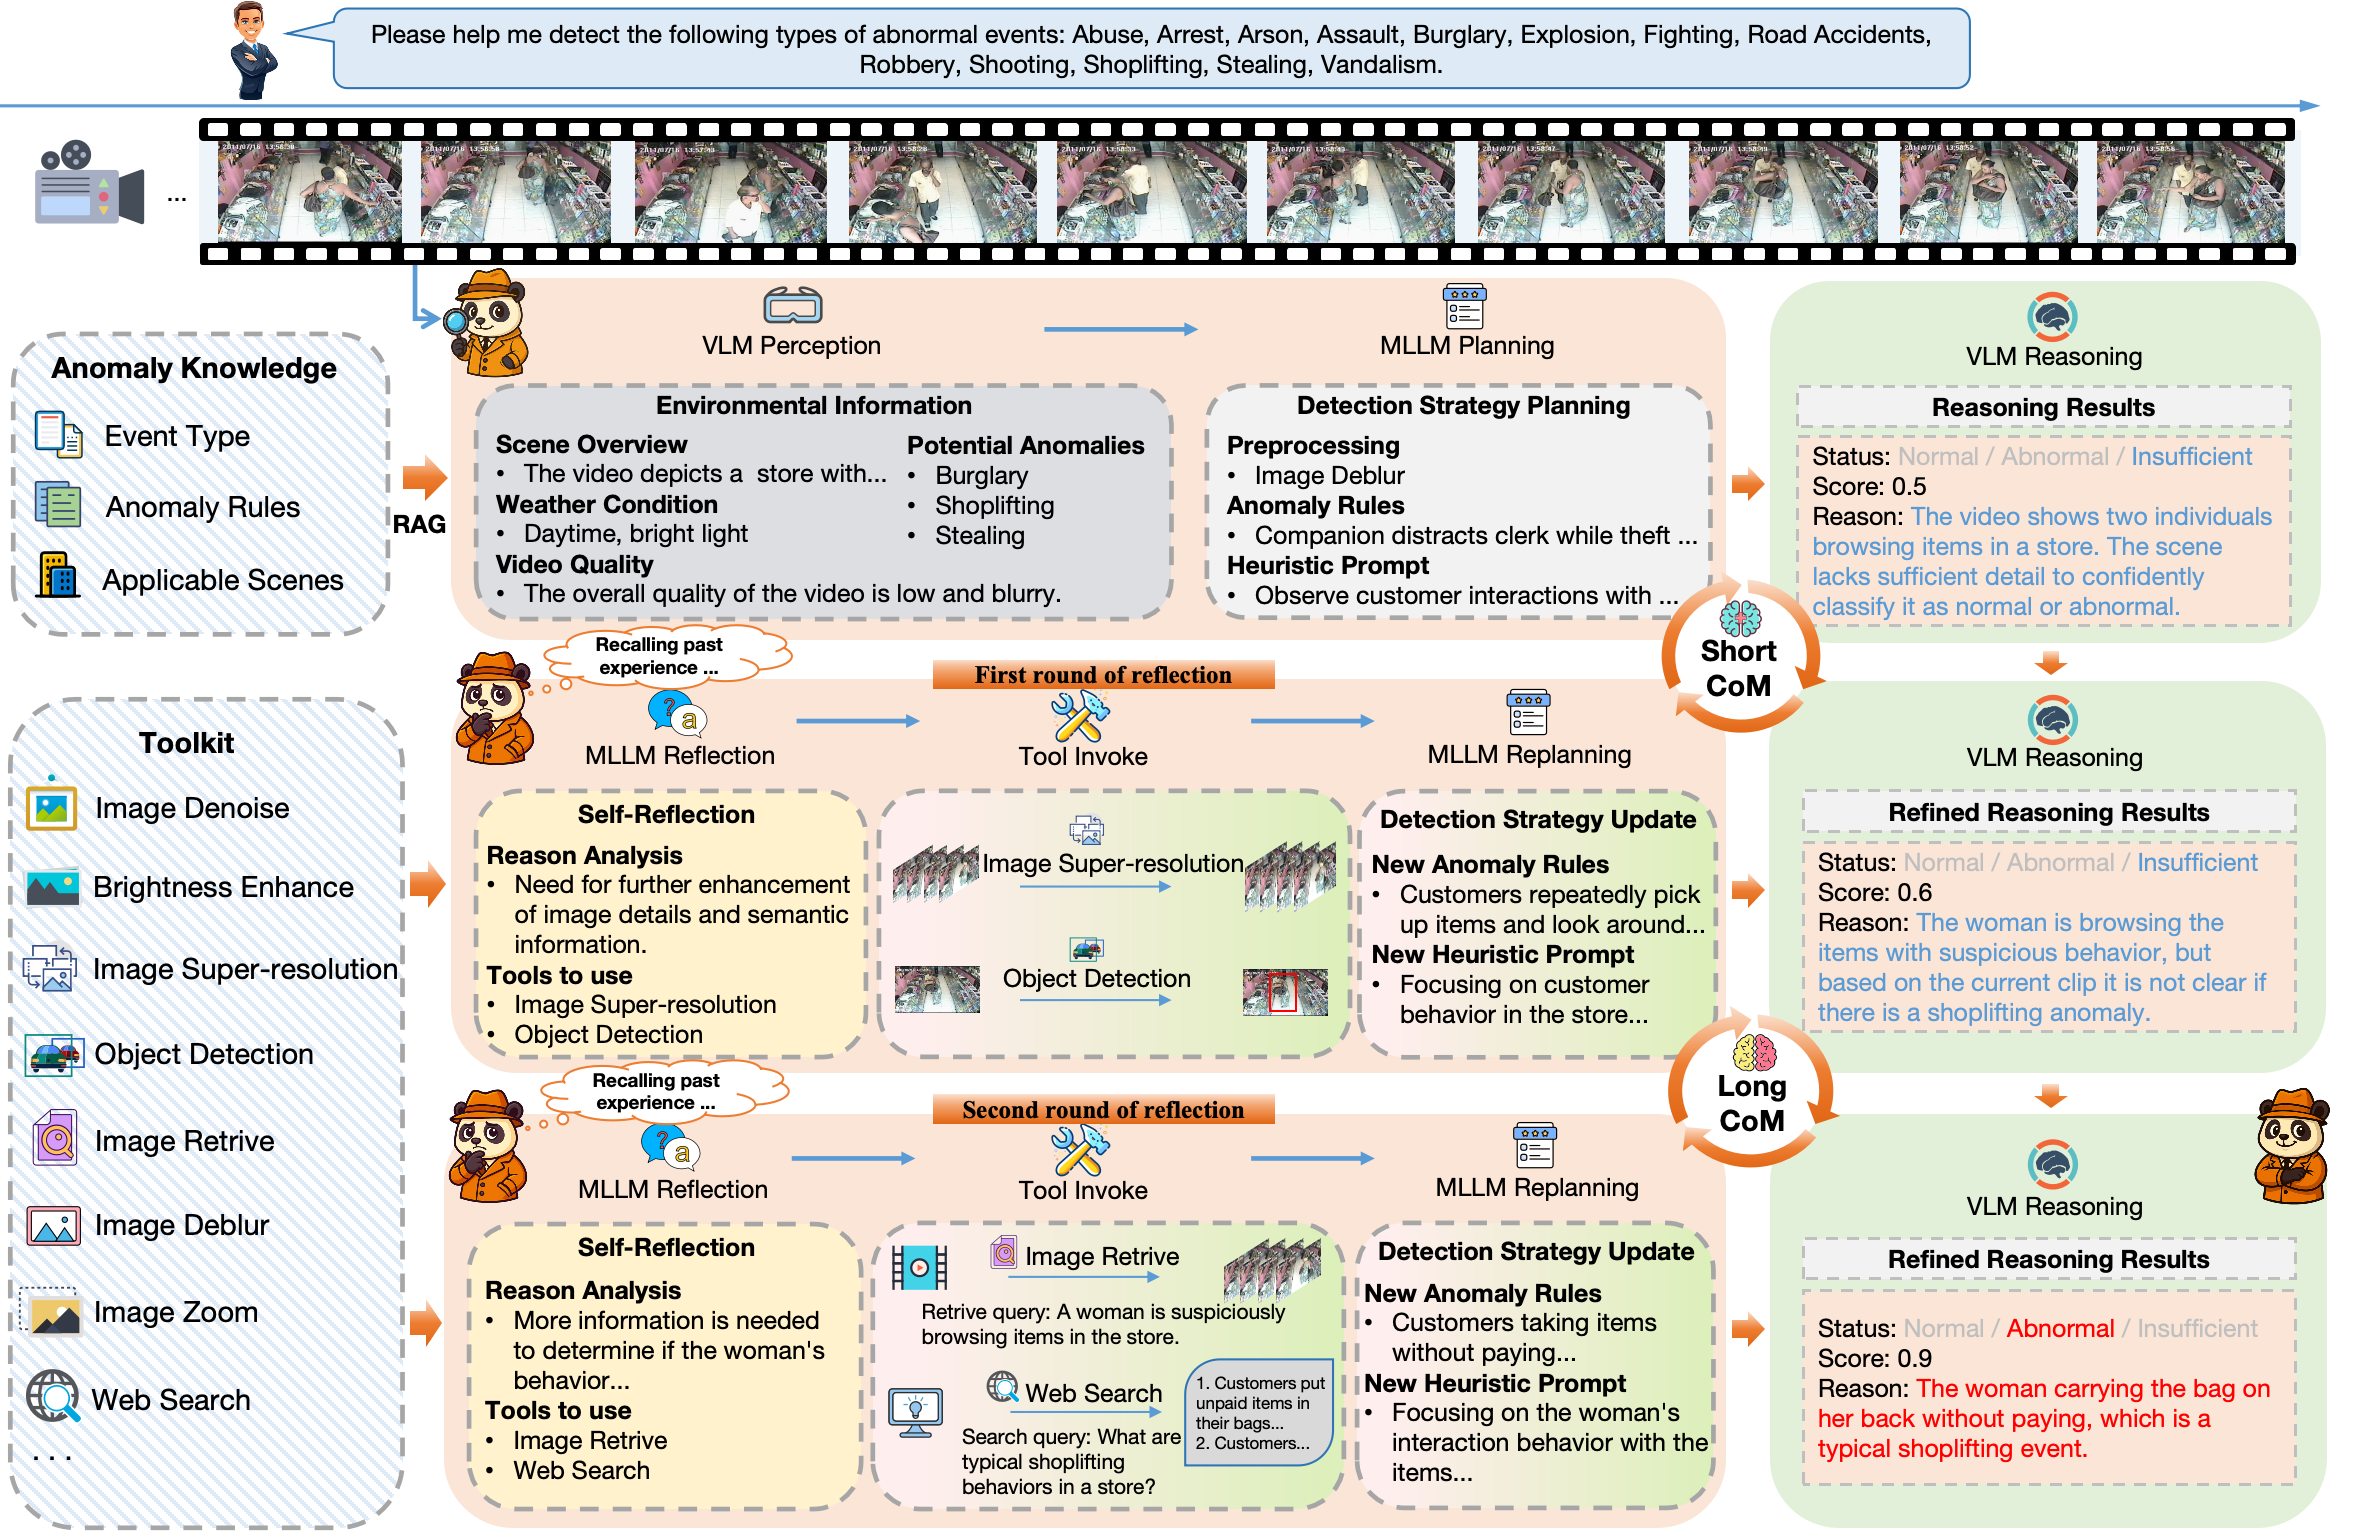 Please help me detect the following types of abnormal events: Abuse, Arrest, Arson, Assault, Burglary, Explosion, Fighting, Road Accidents,
Robbery, Shooting, Shoplifting, Stealing, Vandalism.
...
Anomaly Knowledge
Event Type
Anomaly Rules
Applicable Scenes
RAG
VLM Perception
MLLM Planning
Environmental Information
Scene Overview
• The video depicts a store with...
Weather Condition
• Daytime, bright light
Video Quality
• The overall quality of the video is low and blurry.
Potential Anomalies
• Burglary
• Shoplifting
• Stealing
Detection Strategy Planning
Preprocessing
• Image Deblur
Anomaly Rules
• Companion distracts clerk while theft ...
Heuristic Prompt
• Observe customer interactions with ...
VLM Reasoning
Reasoning Results
Status: Normal / Abnormal / Insufficient
Score: 0.5
Reason: The video shows two individuals
browsing items in a store. The scene
lacks sufficient detail to confidently
classify it as normal or abnormal.
Short
CoM
Toolkit
Image Denoise
Brightness Enhance
Image Super-resolution
Object Detection
Image Retrive
Image Deblur
Image Zoom
Web Search
...
Recalling past
experience ...
First round of reflection
MLLM Reflection
Tool Invoke
MLLM Replanning
Self-Reflection
Reason Analysis
• Need for further enhancement
of image details and semantic
information.
Tools to use
• Image Super-resolution
• Object Detection
Image Super-resolution
Object Detection
Detection Strategy Update
New Anomaly Rules
• Customers repeatedly pick
up items and look around...
New Heuristic Prompt
• Focusing on customer
behavior in the store...
VLM Reasoning
Refined Reasoning Results
Status: Normal / Abnormal / Insufficient
Score: 0.6
Reason: The woman is browsing the
items with suspicious behavior, but
based on the current clip it is not clear if
there is a shoplifting anomaly.
Long
CoM
Recalling past
experience ...
Second round of reflection
MLLM Reflection
Tool Invoke
MLLM Replanning
Self-Reflection
Reason Analysis
• More information is needed
to determine if the woman's
behavior...
Tools to use
• Image Retrive
• Web Search
Image Retrive
Retrive query: A woman is suspiciously
browsing items in the store.
Web Search
Search query: What are
typical shoplifting
behaviors in a store?
1. Customers put
unpaid items in
their bags...
2. Customers...
Detection Strategy Update
New Anomaly Rules
• Customers taking items
without paying...
New Heuristic Prompt
• Focusing on the woman's
interaction behavior with the
items...
VLM Reasoning
Refined Reasoning Results
Status: Normal / Abnormal / Insufficient
Score: 0.9
Reason: The woman carrying the bag on
her back without paying, which is a
typical shoplifting event.